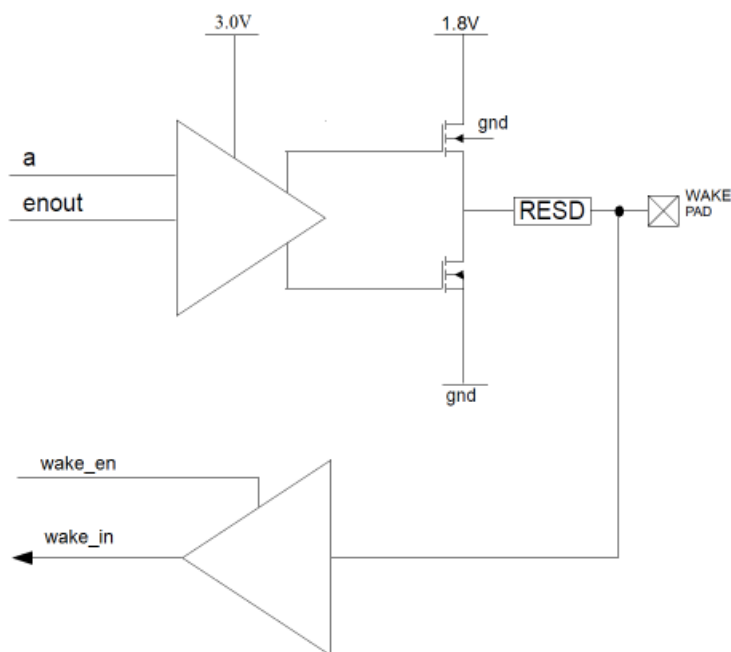 3.0V
1.8V
gnd
a
enout
RESD
WAKE
PAD
gnd
wake_en
wake_in